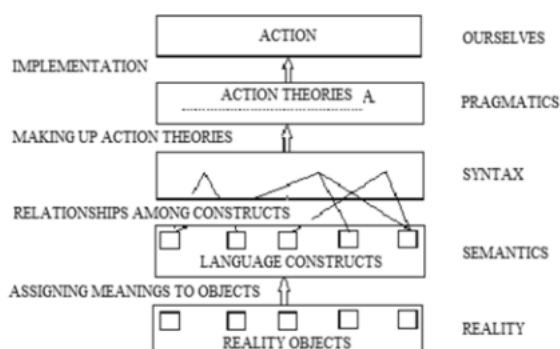 ACTION OURSELVES
IMPLEMENTATION
ACTION THEORIES A PRAGMATICS
MAKING UP ACTION THEORIES
SYNTAX
RELATIONSHIPS AMONG CONSTRUCTS
LANGUAGE CONSTRUCTS SEMANTICS
ASSIGNING MEANINGS TO OBJECTS
REALITY OBJECTS REALITY